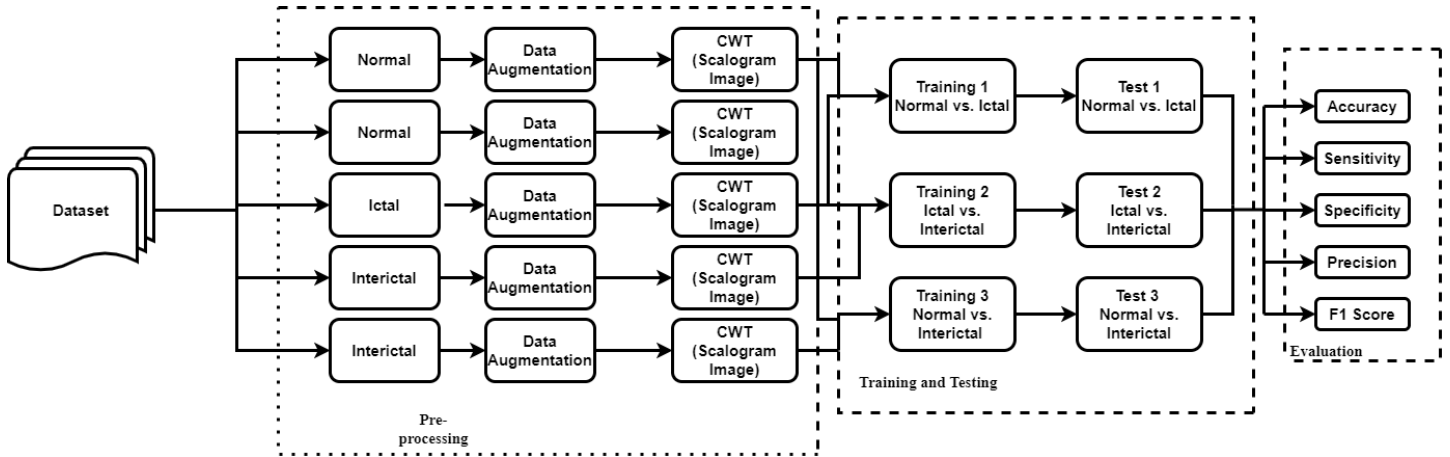 Dataset
Normal
Data
Augmentation
CWT
(Scalogram
Image)
Normal
Data
Augmentation
CWT
(Scalogram
Image)
Ictal
Data
Augmentation
CWT
(Scalogram
Image)
Interictal
Data
Augmentation
CWT
(Scalogram
Image)
Interictal
Data
Augmentation
CWT
(Scalogram
Image)
Pre-
processing
Training 1
Normal vs. Ictal
Test 1
Normal vs. Ictal
Training 2
Ictal vs.
Interictal
Test 2
Ictal vs.
Interictal
Training 3
Normal vs.
Interictal
Test 3
Normal vs.
Interictal
Training and Testing
Accuracy
Sensitivity
Specificity
Precision
F1 Score
Evaluation